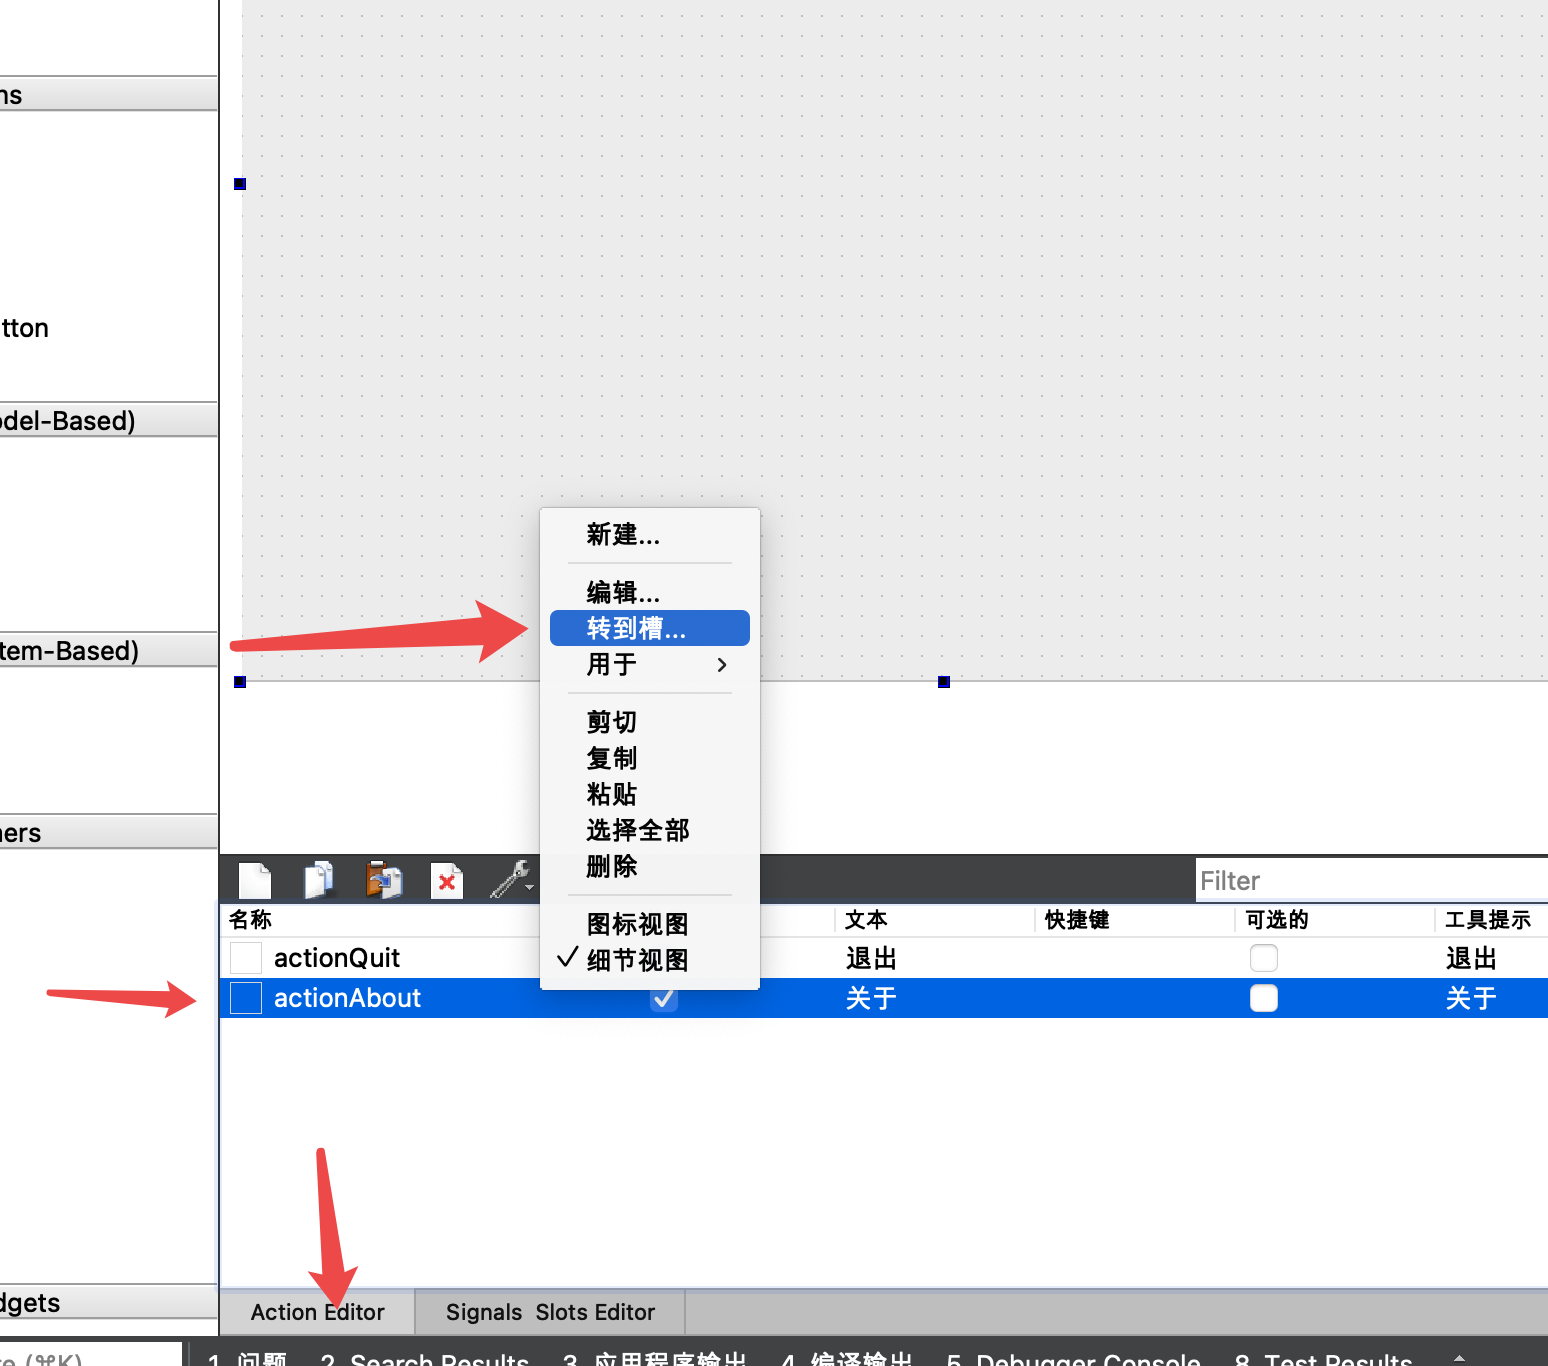 ns
tton
odel-Based)
tem-Based)
ners
dgets
新建...
编辑...
转到槽...
用于
剪切
复制
粘贴
选择全部
删除
图标视图
细节视图
Filter
名称 文本 快捷键 可选的 工具提示
actionQuit 退出 退出
actionAbout 关于 关于
Action Editor Signals Slots Editor
re (⌘K) 1 问题 2 Search Results 3 应用程序输出 4 编译输出 5 Debugger Console 8 Test Results